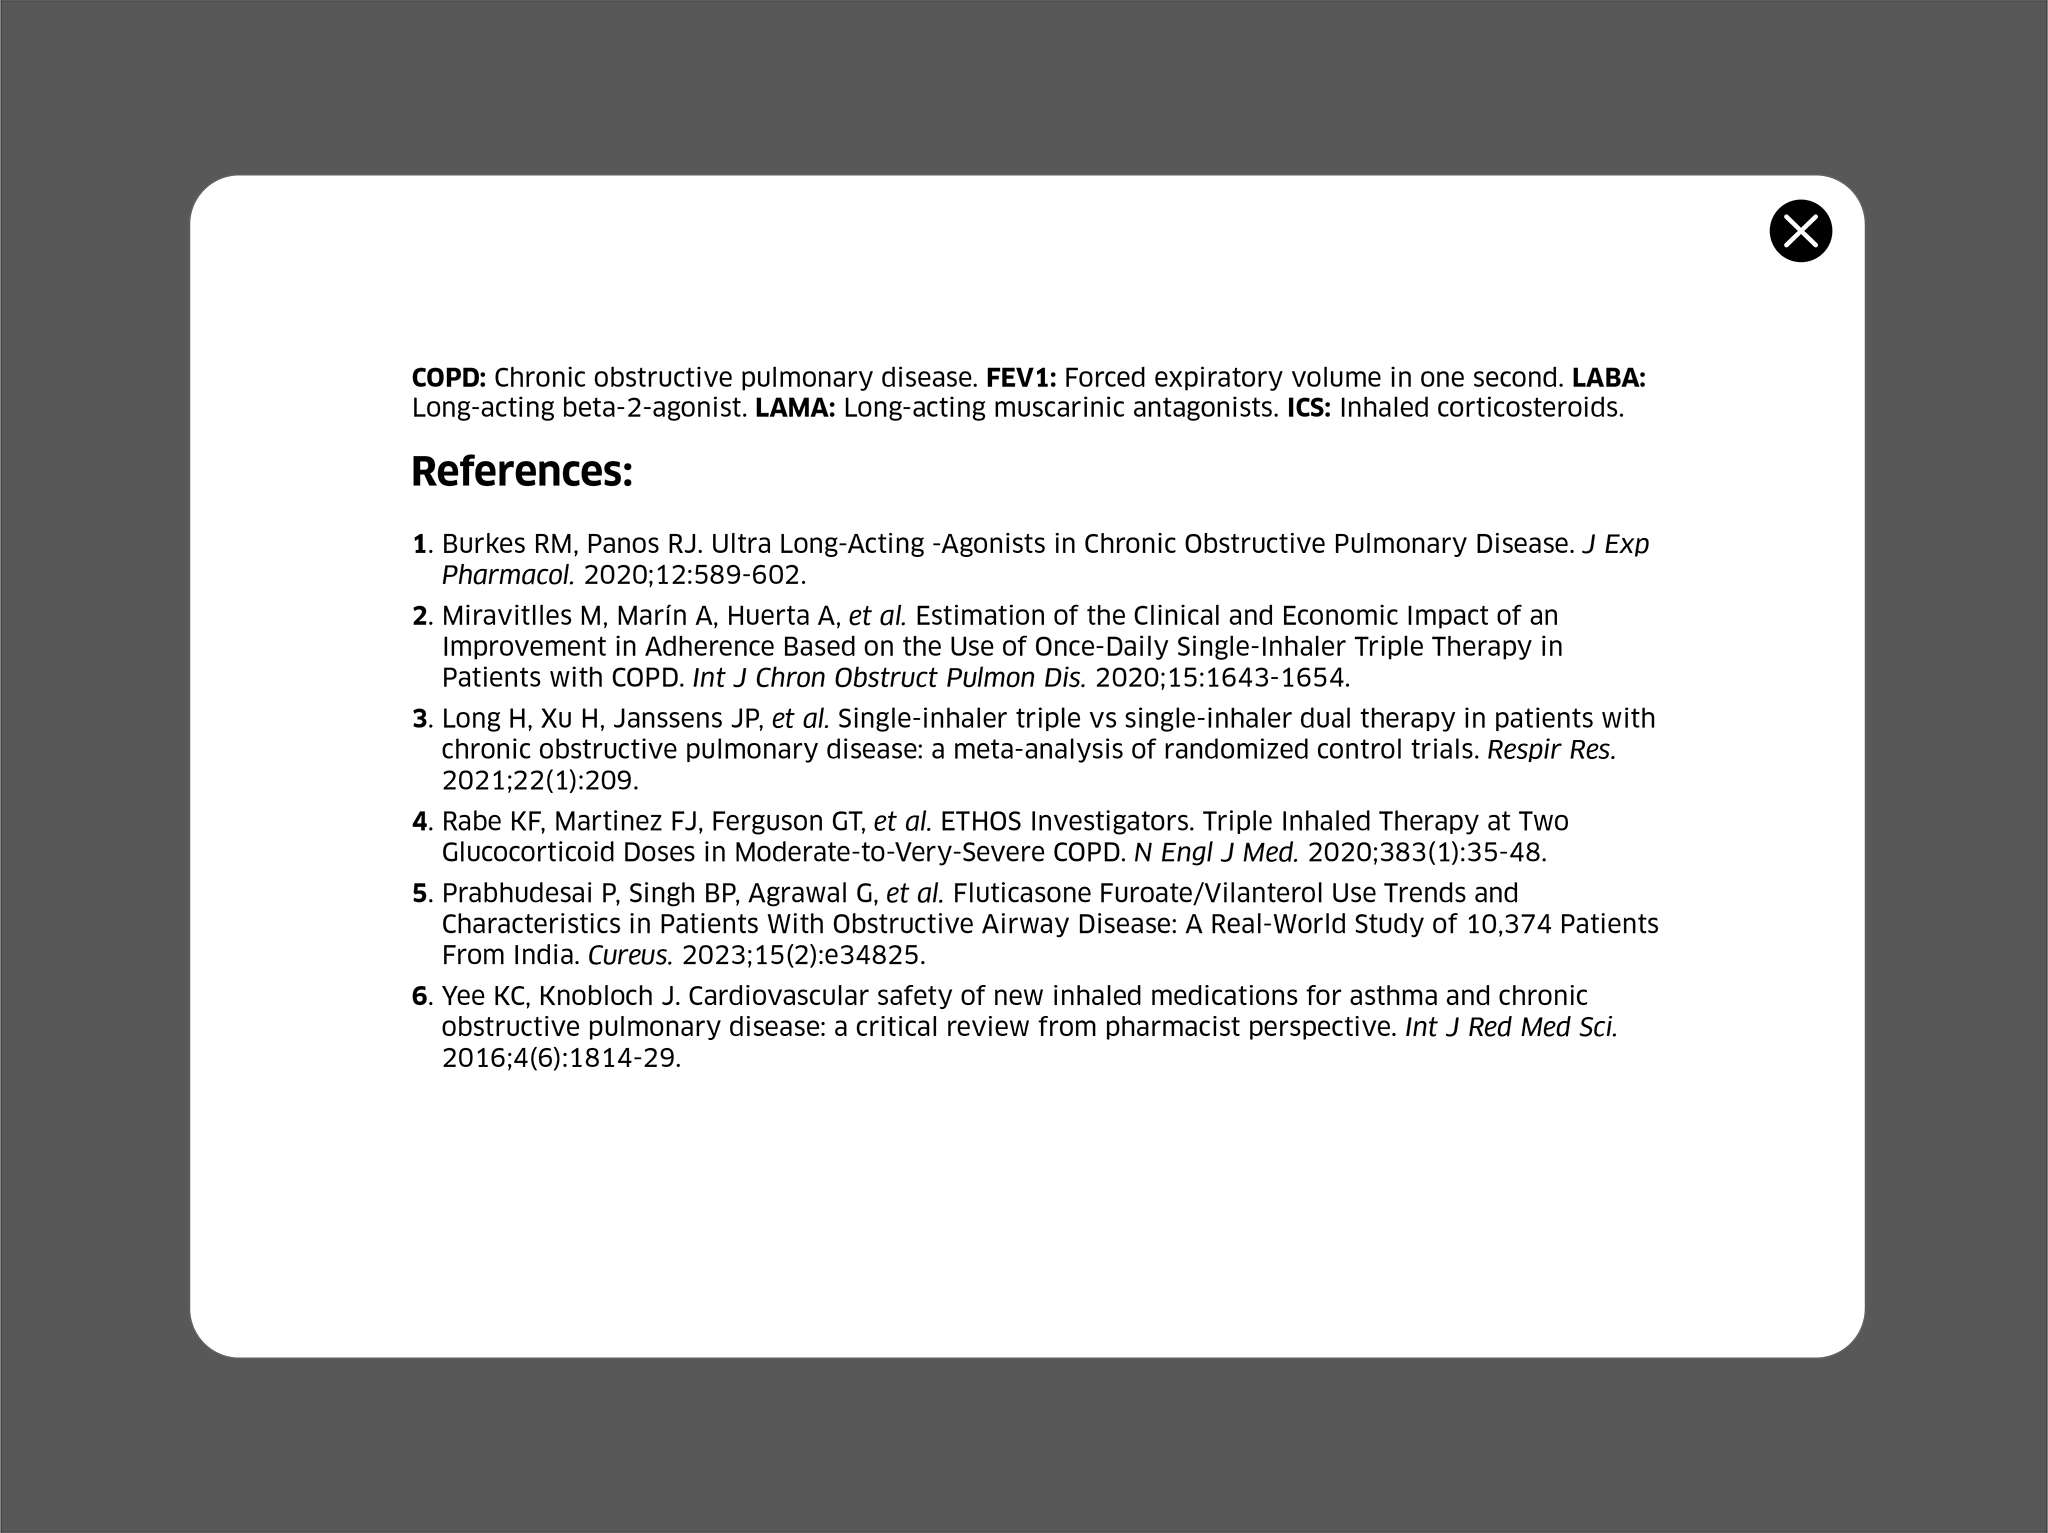 COPD: Chronic obstructive pulmonary disease. FEV1: Forced expiratory volume in one second. LABA:
Long-acting beta-2-agonist. LAMA: Long-acting muscarinic antagonists. ICS: Inhaled corticosteroids.
References:
1. Burkes RM, Panos RJ. Ultra Long-Acting -Agonists in Chronic Obstructive Pulmonary Disease. J Exp
Pharmacol. 2020;12:589-602.
2. Miravitlles M, Marín A, Huerta A, et al. Estimation of the Clinical and Economic Impact of an
Improvement in Adherence Based on the Use of Once-Daily Single-Inhaler Triple Therapy in
Patients with COPD. Int J Chron Obstruct Pulmon Dis. 2020;15:1643-1654.
3. Long H, Xu H, Janssens JP, et al. Single-inhaler triple vs single-inhaler dual therapy in patients with
chronic obstructive pulmonary disease: a meta-analysis of randomized control trials. Respir Res.
2021;22(1):209.
4. Rabe KF, Martinez FJ, Ferguson GT, et al. ETHOS Investigators. Triple Inhaled Therapy at Two
Glucocorticoid Doses in Moderate-to-Very-Severe COPD. N Engl J Med. 2020;383(1):35-48.
5. Prabhudesai P, Singh BP, Agrawal G, et al. Fluticasone Furoate/Vilanterol Use Trends and
Characteristics in Patients With Obstructive Airway Disease: A Real-World Study of 10,374 Patients
From India. Cureus. 2023;15(2):e34825.
6. Yee KC, Knobloch J. Cardiovascular safety of new inhaled medications for asthma and chronic
obstructive pulmonary disease: a critical review from pharmacist perspective. Int J Red Med Sci.
2016;4(6):1814-29.